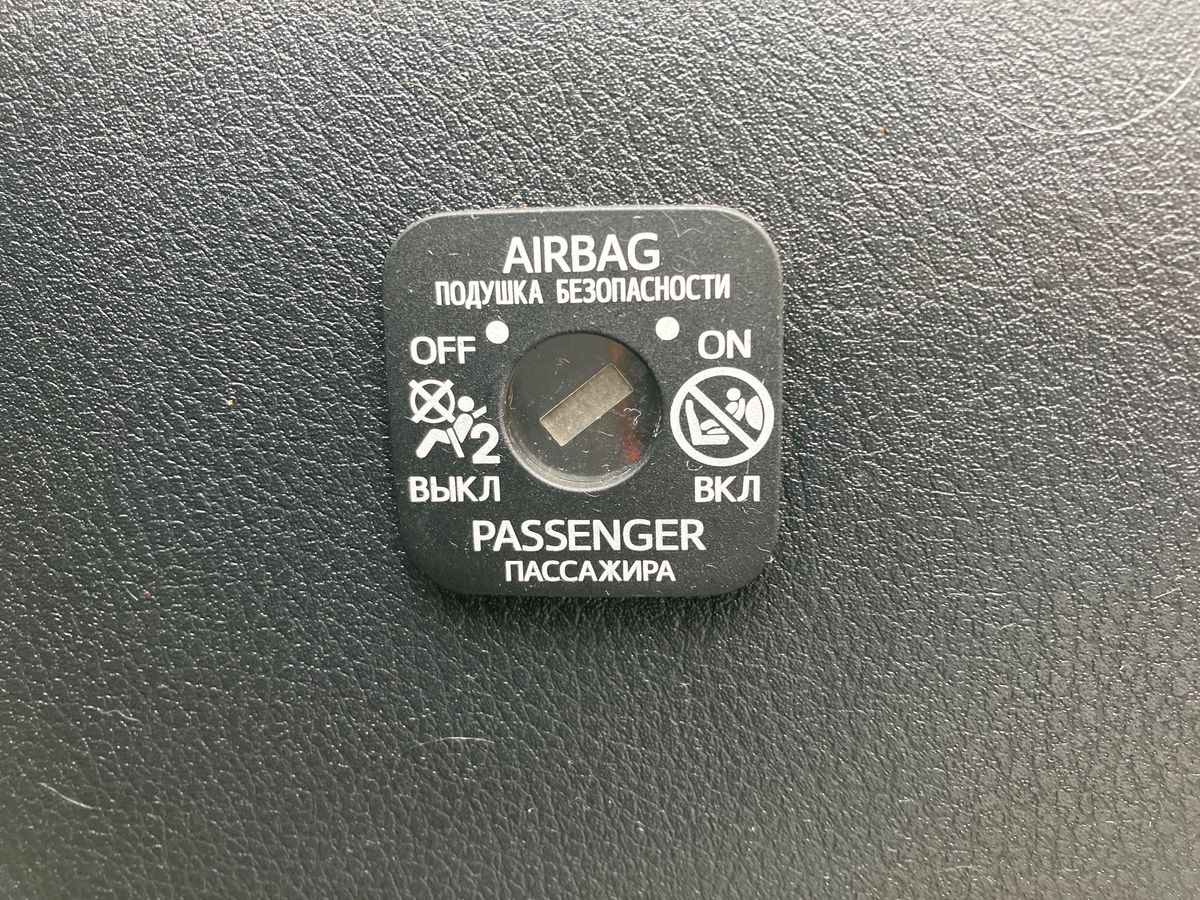 AIRBAG
ПОДУШКА БЕЗОПАСНОСТИ
OFF
ON
2
ВЫКЛ
ВКЛ
PASSENGER
ПАССАЖИРА